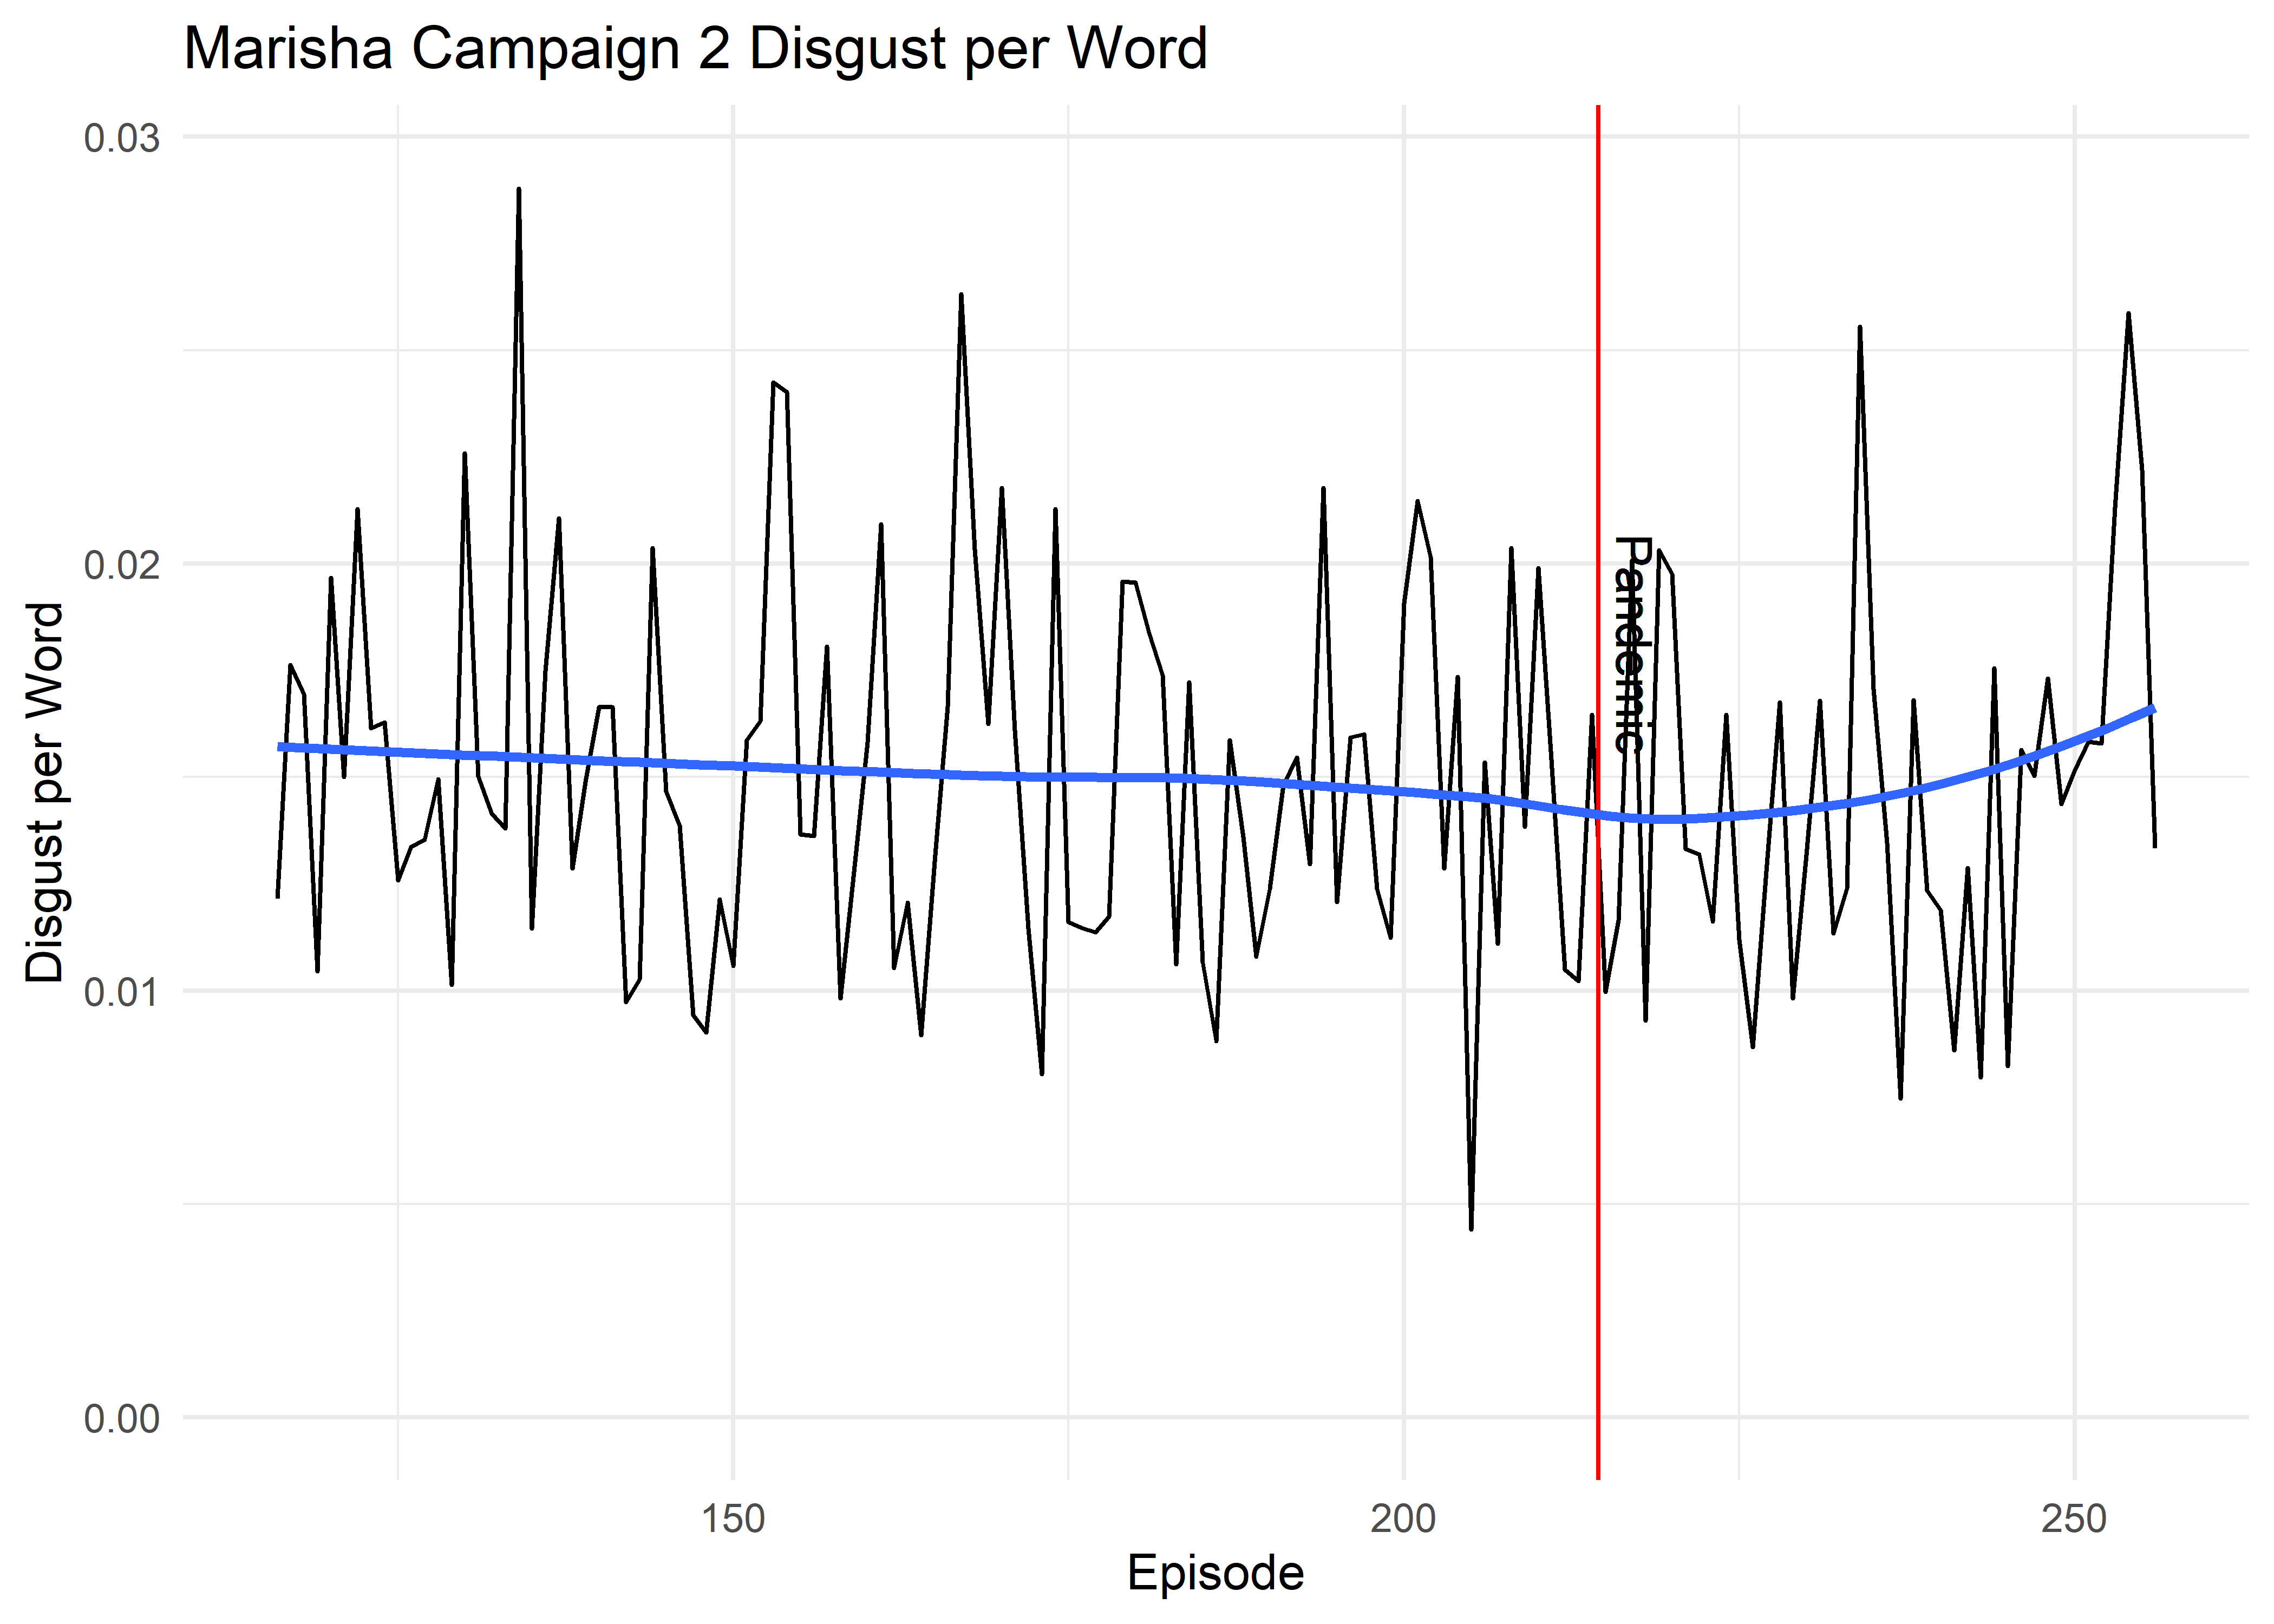 Marisha Campaign 2 Disgust per Word
Disgust per Word
0.03
0.02
0.01
0.00
Pandemic
150
200
250
Episode